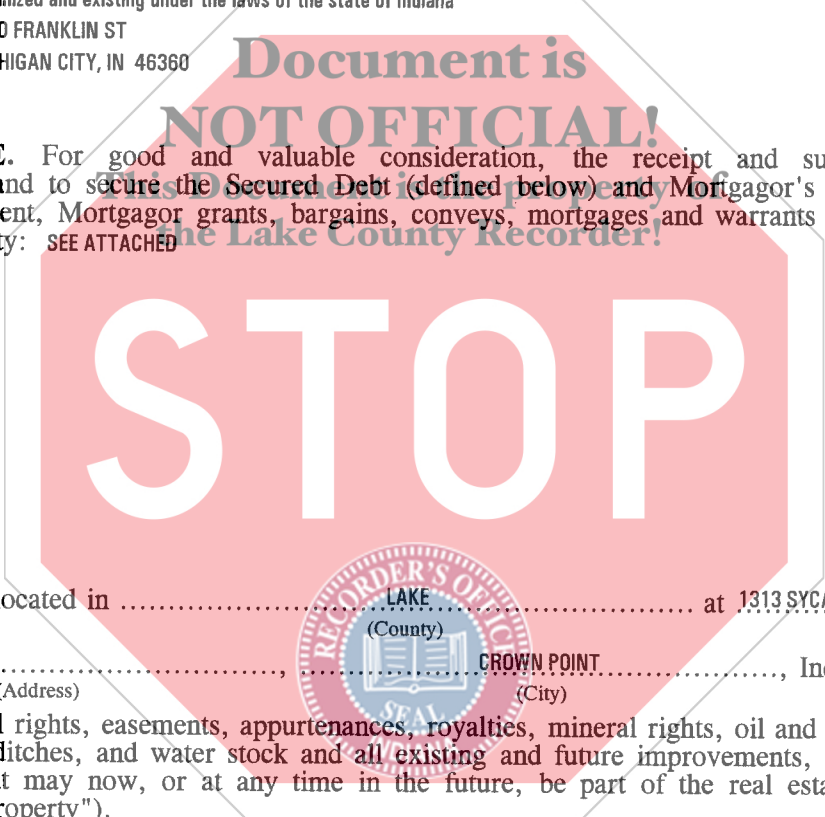 nized and existing under the laws of the state of Indiana
0 FRANKLIN ST
HIGAN CITY, IN 46360
Document is
NOT OFFICIAL!
E. For good and valuable consideration, the receipt and su
This Document is the property of
and to secure the Secured Debt (defined below) and Mortgagor's
ent, Mortgagor grants, bargains, conveys, mortgages and warrants
the Lake County Recorder!
ty: SEE ATTACHED
STOP
RECORDER'S OFFICE
ocated in .......... LAKE .......... at 1313 SYCA
(County)
.........., .......... CROWN POINT .........., In
(Address) (City)
SEAL
INDIANA
l rights, easements, appurtenances, royalties, mineral rights, oil and
ditches, and water stock and all existing and future improvements,
t may now, or at any time in the future, be part of the real esta
roperty").